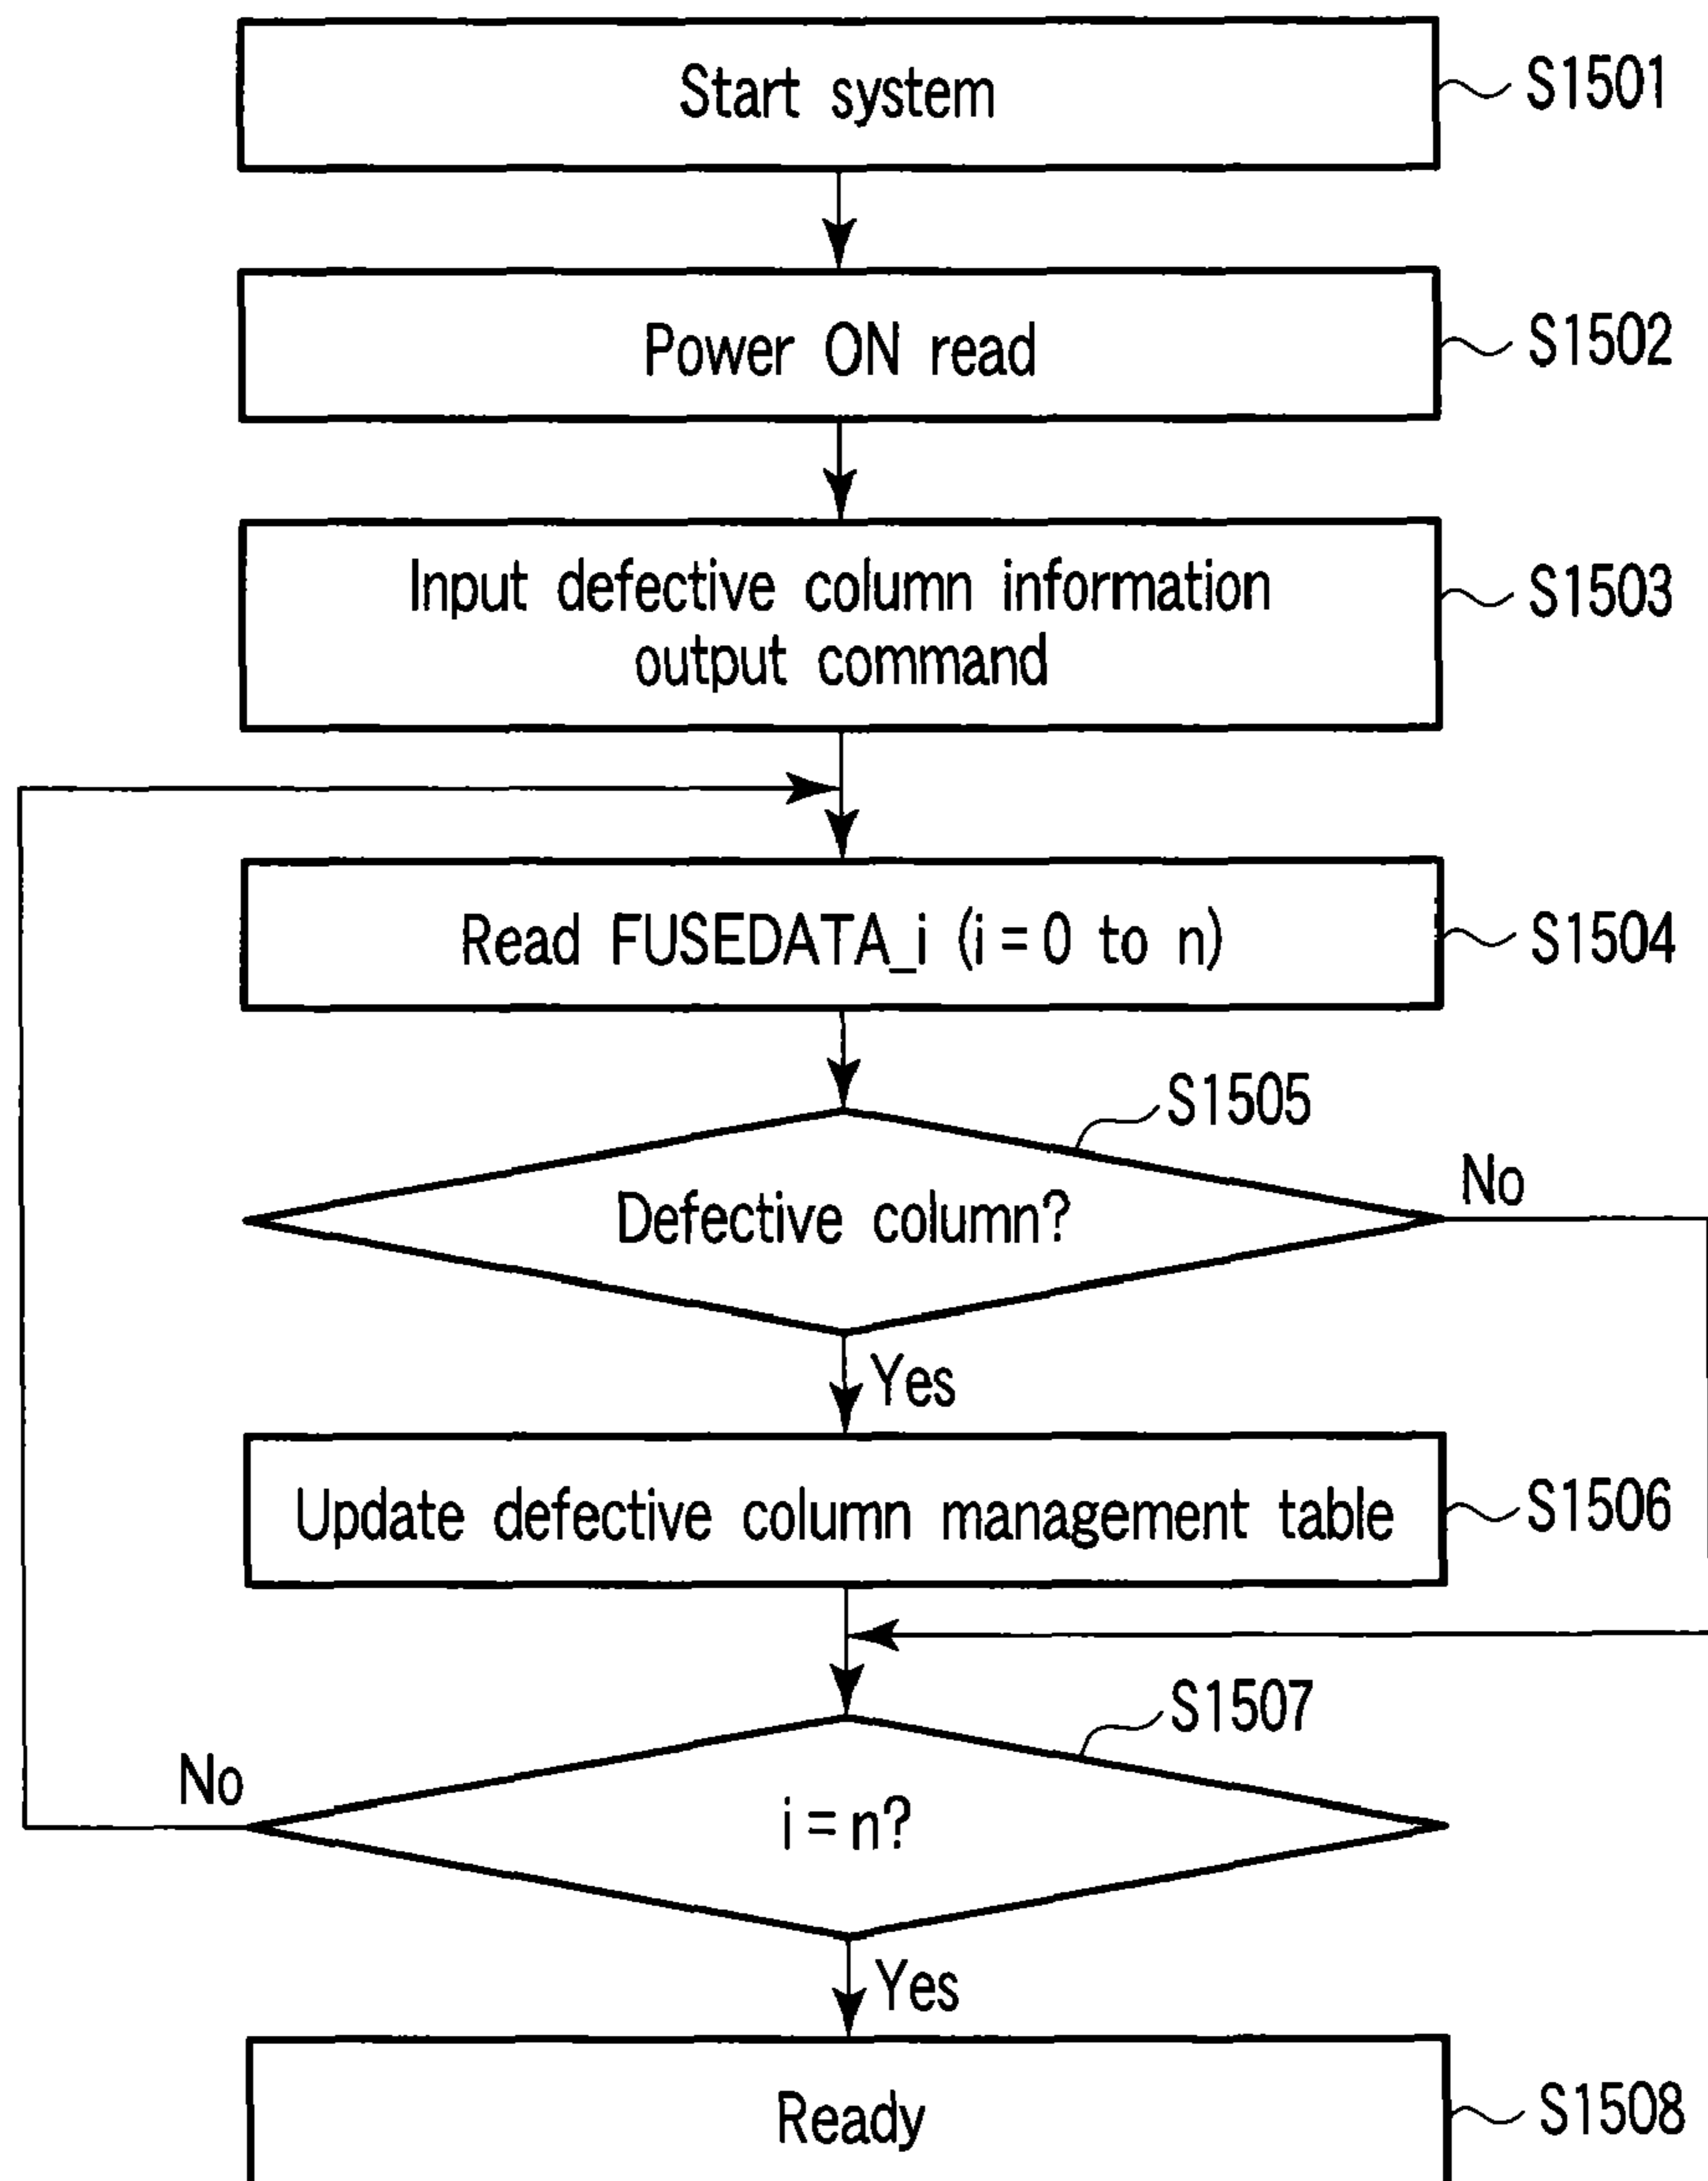 Start system
S1501
Power ON read
S1502
Input defective column information
output command
S1503
Read FUSEDATA_i (i = 0 to n)
S1504
S1505
Defective column?
No
Yes
Update defective column management table
S1506
S1507
No
i = n?
Yes
Ready
S1508